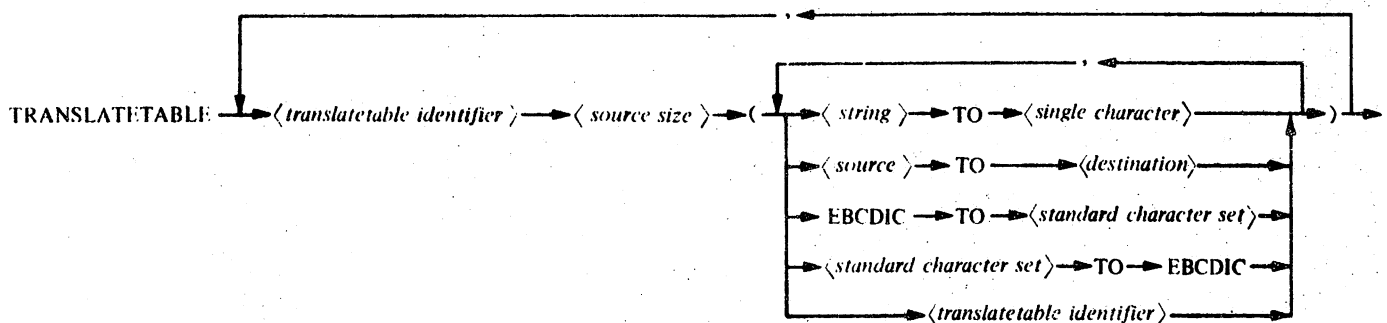 ,
,
TRANSLATETABLE ⟨translatetable identifier⟩ ⟨source size⟩ ( ⟨string⟩ TO ⟨single character⟩ )
⟨source⟩ TO ⟨destination⟩
EBCDIC TO ⟨standard character set⟩
⟨standard character set⟩ TO EBCDIC
⟨translatetable identifier⟩